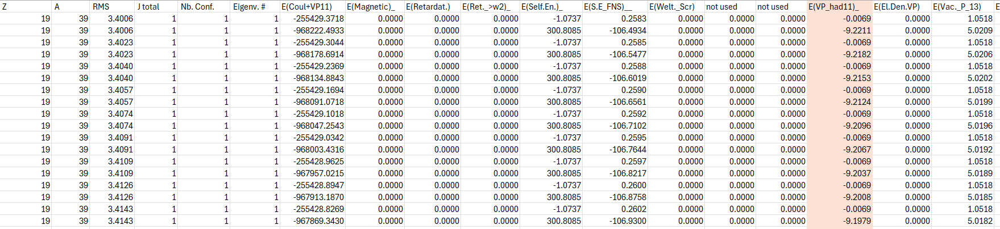 Z A RMS J total Nb. Conf. Eigenv. # E(Coul+VP11) E(Magnetic)_ E(Retardat.) E(Ret._>w2)_ E(Self.En.)_ E(S.E_FNS)__ E(Welt._Scr) not used not used E(VP_had11)_ E(El.Den.VP) E(Vac._P_13) E
19 39 3.4006 1 1 1 -255429.3718 0.0000 0.0000 0.0000 -1.0737 0.2583 0.0000 0.0000 0.0000 -0.0069 0.0000 1.0518
19 39 3.4006 1 1 1 -968222.4933 0.0000 0.0000 0.0000 300.8085 -106.4934 0.0000 0.0000 0.0000 -9.2211 0.0000 5.0209
19 39 3.4023 1 1 1 -255429.3044 0.0000 0.0000 0.0000 -1.0737 0.2585 0.0000 0.0000 0.0000 -0.0069 0.0000 1.0518
19 39 3.4023 1 1 1 -968178.6914 0.0000 0.0000 0.0000 300.8085 -106.5477 0.0000 0.0000 0.0000 -9.2182 0.0000 5.0206
19 39 3.4040 1 1 1 -255429.2369 0.0000 0.0000 0.0000 -1.0737 0.2588 0.0000 0.0000 0.0000 -0.0069 0.0000 1.0518
19 39 3.4040 1 1 1 -968134.8843 0.0000 0.0000 0.0000 300.8085 -106.6019 0.0000 0.0000 0.0000 -9.2153 0.0000 5.0202
19 39 3.4057 1 1 1 -255429.1694 0.0000 0.0000 0.0000 -1.0737 0.2590 0.0000 0.0000 0.0000 -0.0069 0.0000 1.0518
19 39 3.4057 1 1 1 -968091.0718 0.0000 0.0000 0.0000 300.8085 -106.6561 0.0000 0.0000 0.0000 -9.2124 0.0000 5.0199
19 39 3.4074 1 1 1 -255429.1018 0.0000 0.0000 0.0000 -1.0737 0.2592 0.0000 0.0000 0.0000 -0.0069 0.0000 1.0518
19 39 3.4074 1 1 1 -968047.2543 0.0000 0.0000 0.0000 300.8085 -106.7102 0.0000 0.0000 0.0000 -9.2096 0.0000 5.0196
19 39 3.4091 1 1 1 -255429.0342 0.0000 0.0000 0.0000 -1.0737 0.2595 0.0000 0.0000 0.0000 -0.0069 0.0000 1.0518
19 39 3.4091 1 1 1 -968003.4316 0.0000 0.0000 0.0000 300.8085 -106.7644 0.0000 0.0000 0.0000 -9.2067 0.0000 5.0192
19 39 3.4109 1 1 1 -255428.9625 0.0000 0.0000 0.0000 -1.0737 0.2597 0.0000 0.0000 0.0000 -0.0069 0.0000 1.0518
19 39 3.4109 1 1 1 -967957.0215 0.0000 0.0000 0.0000 300.8085 -106.8217 0.0000 0.0000 0.0000 -9.2037 0.0000 5.0189
19 39 3.4126 1 1 1 -255428.8947 0.0000 0.0000 0.0000 -1.0737 0.2600 0.0000 0.0000 0.0000 -0.0069 0.0000 1.0518
19 39 3.4126 1 1 1 -967913.1870 0.0000 0.0000 0.0000 300.8085 -106.8758 0.0000 0.0000 0.0000 -9.2008 0.0000 5.0185
19 39 3.4143 1 1 1 -255428.8269 0.0000 0.0000 0.0000 -1.0737 0.2602 0.0000 0.0000 0.0000 -0.0069 0.0000 1.0518
19 39 3.4143 1 1 1 -967869.3430 0.0000 0.0000 0.0000 300.8085 -106.9300 0.0000 0.0000 0.0000 -9.1979 0.0000 5.0182